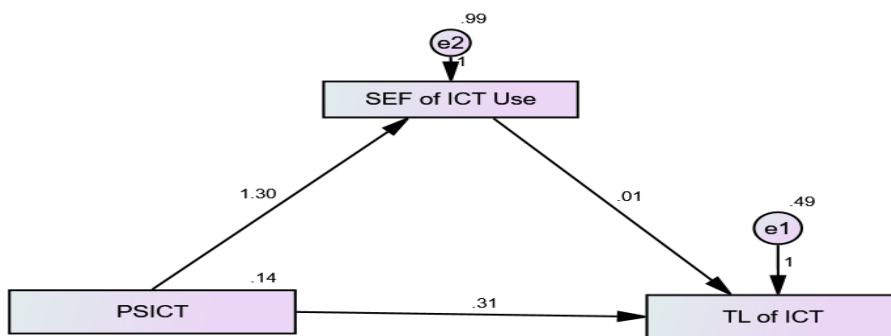 .99
e2
1
SEF of ICT Use
1.30
.01
.49
e1
1
.14
PSICT
.31
TL of ICT